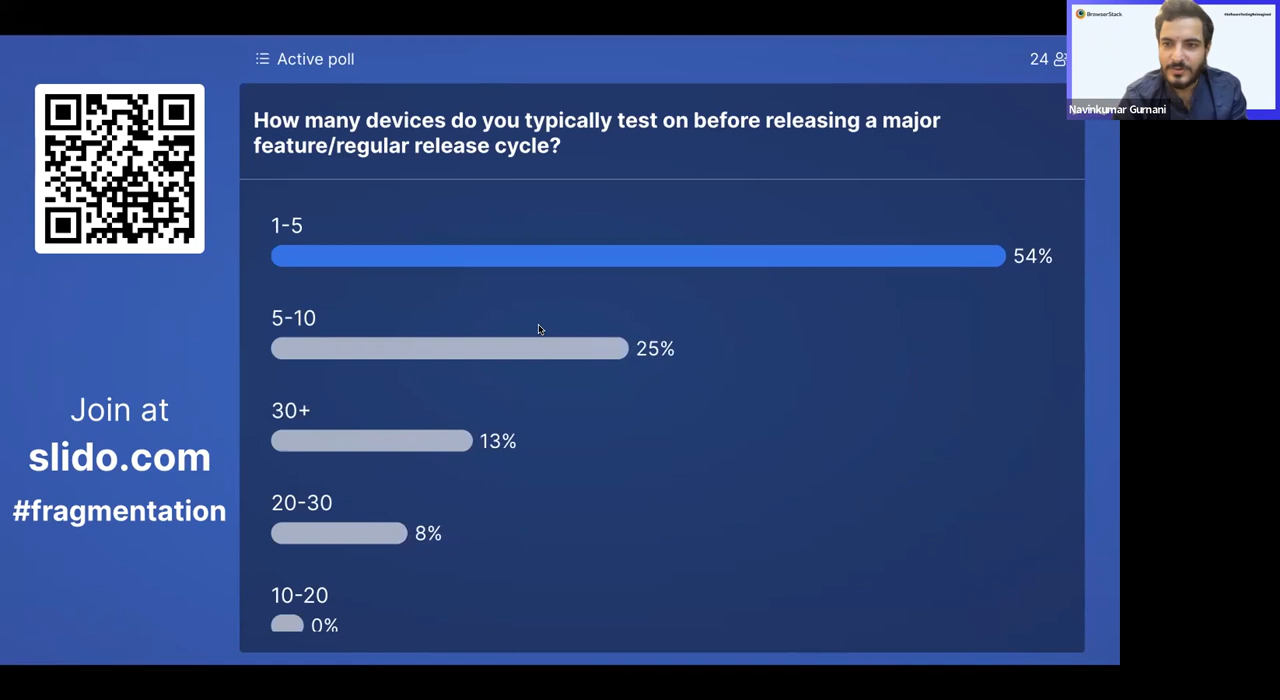 Active poll
24
BrowserStack
Navinkumar Gurnani
How many devices do you typically test on before releasing a major
feature/regular release cycle?
1-5
54%
5-10
25%
30+
13%
20-30
8%
10-20
0%
Join at
slido.com
#fragmentation